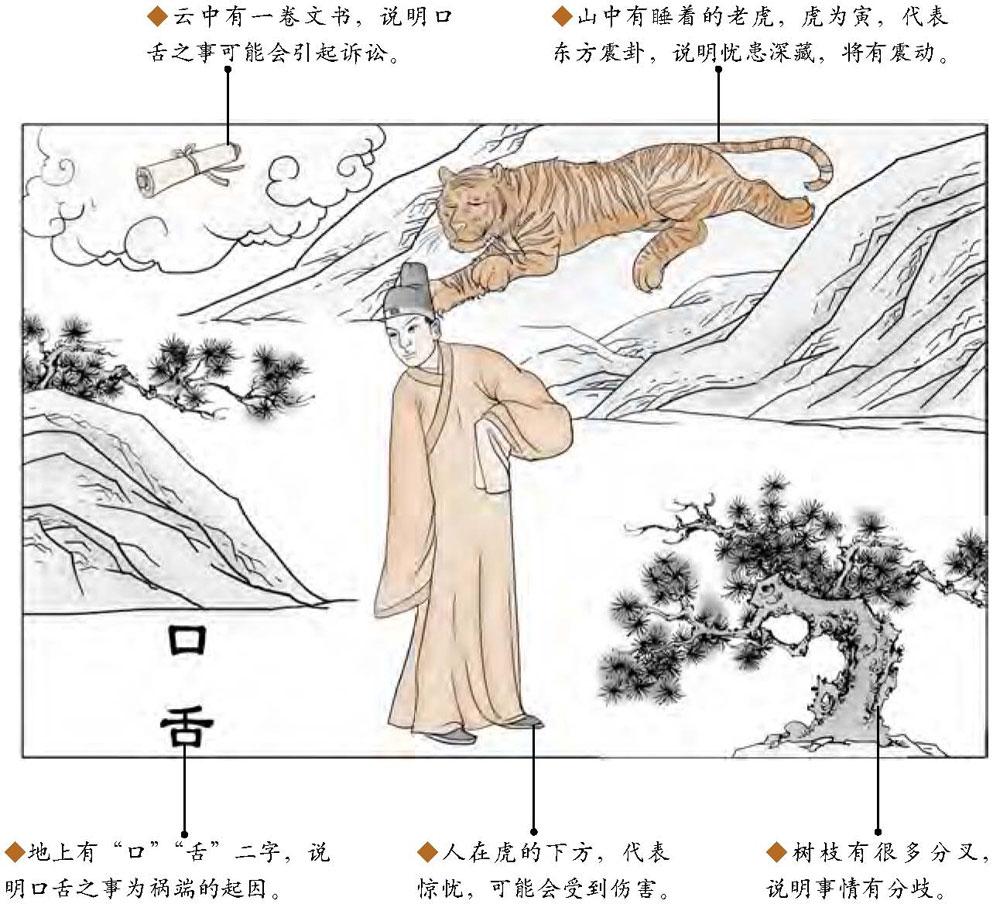 ◆云中有一卷文书，说明口
舌之事可能会引起诉讼。
◆山中有睡着的老虎，虎为寅，代表
东方震卦，说明忧患深藏，将有震动。
口
舌
◆地上有“口”“舌”二字，说
明口舌之事为祸端的起因。
◆人在虎的下方，代表
惊忧，可能会受到伤害。
◆树枝有很多分叉，
说明事情有分歧。